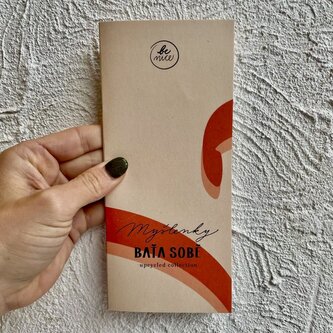 be
nice
Myšlenky
BAŤA SOBĚ
upcycled collection